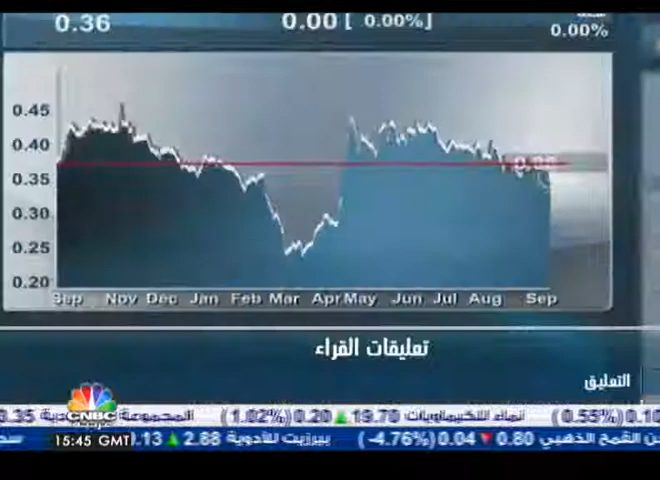 0.36 0.00 [ 0.00%]
0.00%
0.45
0.40
0.35
0.30
0.25
0.20
Sep Nov Dec Jan Feb Mar Apr May Jun Jul Aug Sep
تعليقات القراء
التعليق
0.35 المجموعة (1.02%) 0.20 19.70 انماء للكيماويات (0.55%) 0.10
CNBC
15:45 GMT 0.13 2.88 بيرزيت للأدوية (-4.76%) 0.04 0.80 القمح الذهبي